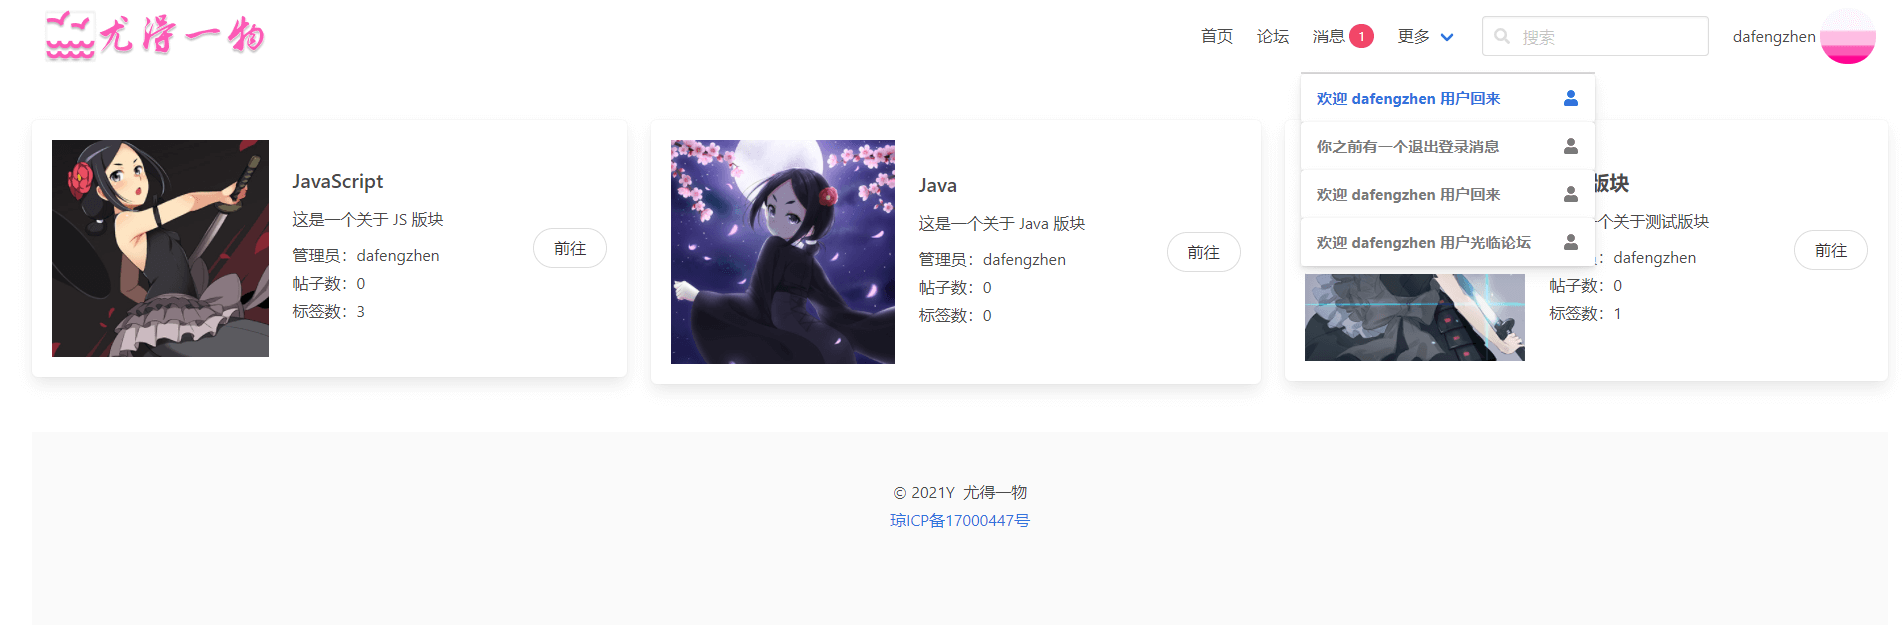 尤得一物
首页 论坛 消息 1 更多 搜索 dafengzhen
欢迎 dafengzhen 用户回来
你之前有一个退出登录消息
欢迎 dafengzhen 用户回来
欢迎 dafengzhen 用户光临论坛
JavaScript
这是一个关于 JS 版块
管理员：dafengzhen
帖子数：0
标签数：3
前往
Java
这是一个关于 Java 版块
管理员：dafengzhen
帖子数：0
标签数：0
前往
版块
个关于测试版块
：dafengzhen
帖子数：0
标签数：1
前往
© 2021Y 尤得一物
琼ICP备17000447号